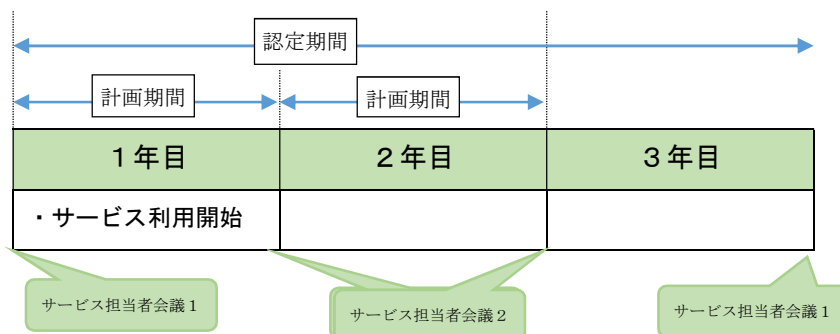 認定期間
計画期間
計画期間
１年目
２年目
３年目
・サービス利用開始
サービス担当者会議１
サービス担当者会議２
サービス担当者会議１